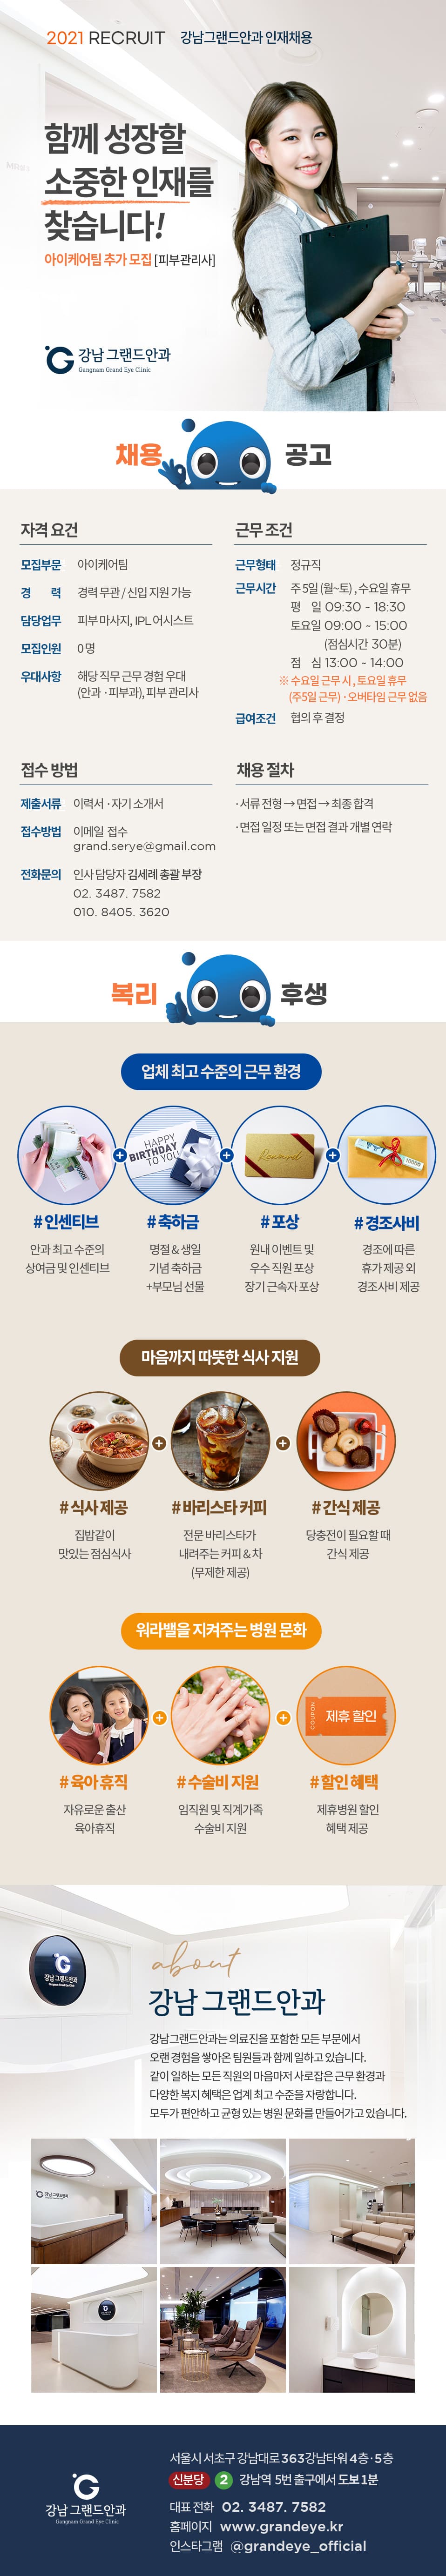 2021 RECRUIT 강남그랜드안과 인재채용
함께 성장할
소중한 인재를
찾습니다!
아이케어팀 추가 모집 [피부관리사]
강남 그랜드안과
Gangnam Grand Eye Clinic
채용 공고
자격 요건
모집부문 아이케어팀
경 력 경력 무관 / 신입 지원 가능
담당업무 피부 마사지, IPL 어시스트
모집인원 0명
우대사항 해당 직무 근무 경험 우대
(안과 · 피부과), 피부 관리사
근무 조건
근무형태 정규직
근무시간 주 5일 (월~토) , 수요일 휴무
평 일 09:30 - 18:30
토요일 09:00 - 15:00
(점심시간 30분)
점 심 13:00 - 14:00
※ 수요일 근무 시 , 토요일 휴무
(주5일 근무) · 오버타임 근무 없음
급여조건 협의 후 결정
접수 방법
제출서류 이력서 · 자기 소개서
접수방법 이메일 접수
grand.serye@gmail.com
전화문의 인사 담당자 김세례 총괄 부장
02. 3487. 7582
010. 8405. 3620
채용 절차
· 서류 전형 → 면접 → 최종 합격
· 면접 일정 또는 면접 결과 개별 연락
복리 후생
업체 최고 수준의 근무 환경
HAPPY
BIRTHDAY
TO YOU
Reward
# 인센티브
안과 최고 수준의
상여금 및 인센티브
# 축하금
명절 & 생일
기념 축하금
+부모님 선물
# 포상
원내 이벤트 및
우수 직원 포상
장기 근속자 포상
# 경조사비
경조에 따른
휴가 제공 외
경조사비 제공
마음까지 따뜻한 식사 지원
# 식사 제공
집밥같이
맛있는 점심식사
# 바리스타 커피
전문 바리스타가
내려주는 커피 & 차
(무제한 제공)
# 간식 제공
당충전이 필요할 때
간식 제공
워라밸을 지켜주는 병원 문화
COUPON
제휴 할인
# 육아 휴직
자유로운 출산
육아휴직
# 수술비 지원
임직원 및 직계가족
수술비 지원
# 할인 혜택
제휴병원 할인
혜택 제공
강남 그랜드안과
about
강남 그랜드안과
강남그랜드안과는 의료진을 포함한 모든 부문에서
오랜 경험을 쌓아온 팀원들과 함께 일하고 있습니다.
같이 일하는 모든 직원의 마음마저 사로잡은 근무 환경과
다양한 복지 혜택은 업계 최고 수준을 자랑합니다.
모두가 편안하고 균형 있는 병원 문화를 만들어가고 있습니다.
강남 그랜드안과
서울시 서초구 강남대로 363강남타워 4층 · 5층
신분당 2 강남역 5번 출구에서 도보 1분
강남 그랜드안과
Gangnam Grand Eye Clinic
대표 전화 02. 3487. 7582
홈페이지 www.grandeye.kr
인스타그램 @grandeye_official